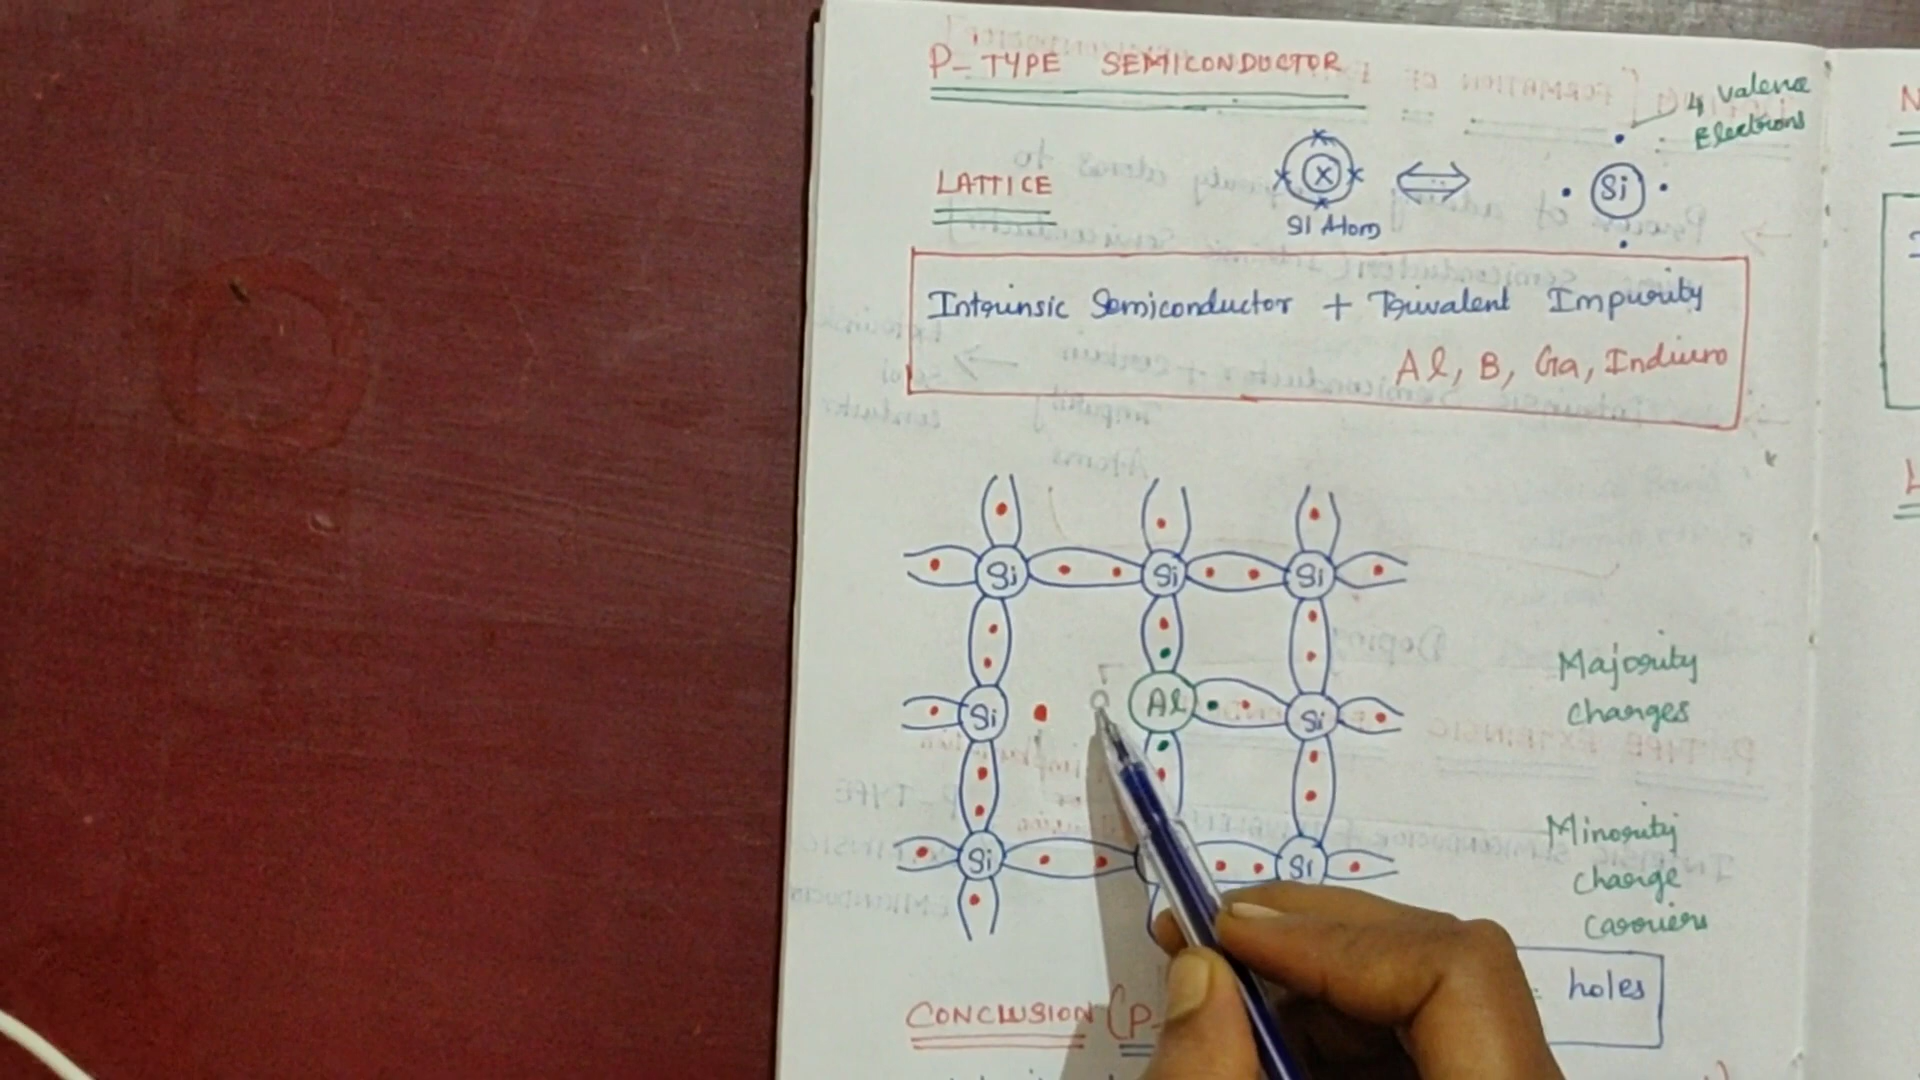 P-TYPE SEMICONDUCTOR
4 Valence
Electrons
LATTICE
Si
Si Atom
Intrinsic Semiconductor + Trivalent Impurity
Al, B, Ga, Indium
Si Si Si
Si Al Si
Si Si
Majority
charges
Minority
charge
carriers
holes
CONCLUSION (P-